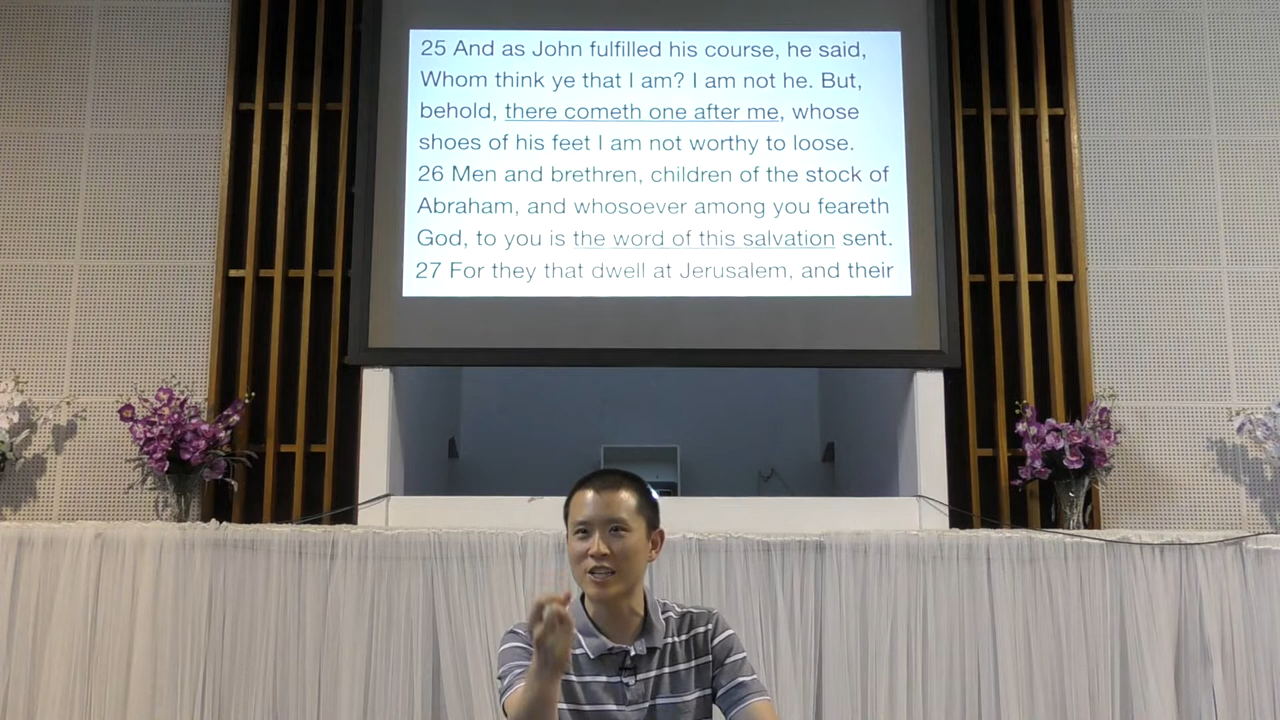 25 And as John fulfilled his course, he said,
Whom think ye that I am? I am not he. But,
behold, there cometh one after me, whose
shoes of his feet I am not worthy to loose.
26 Men and brethren, children of the stock of
Abraham, and whosoever among you feareth
God, to you is the word of this salvation sent.
27 For they that dwell at Jerusalem, and their